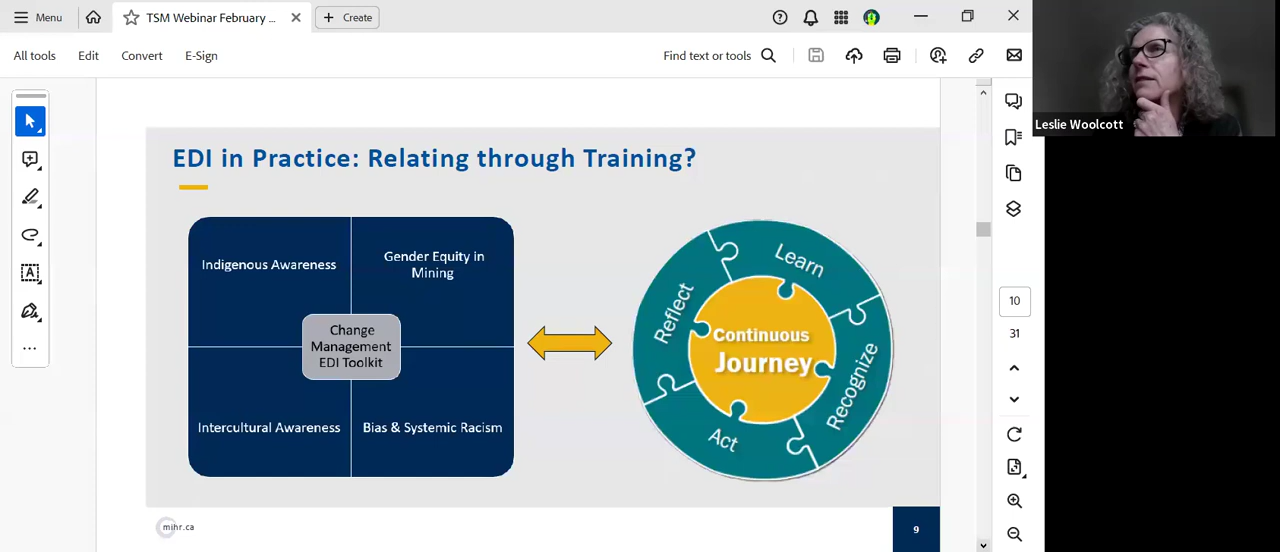 Menu
TSM Webinar February ...
Create
All tools
Edit
Convert
E-Sign
Find text or tools
Leslie Woolcott
EDI in Practice: Relating through Training?
Indigenous Awareness
Gender Equity in
Mining
Change
Management
EDI Toolkit
Intercultural Awareness
Bias & Systemic Racism
Reflect
Learn
Recognize
Act
Continuous
Journey
10
31
mihr.ca
9